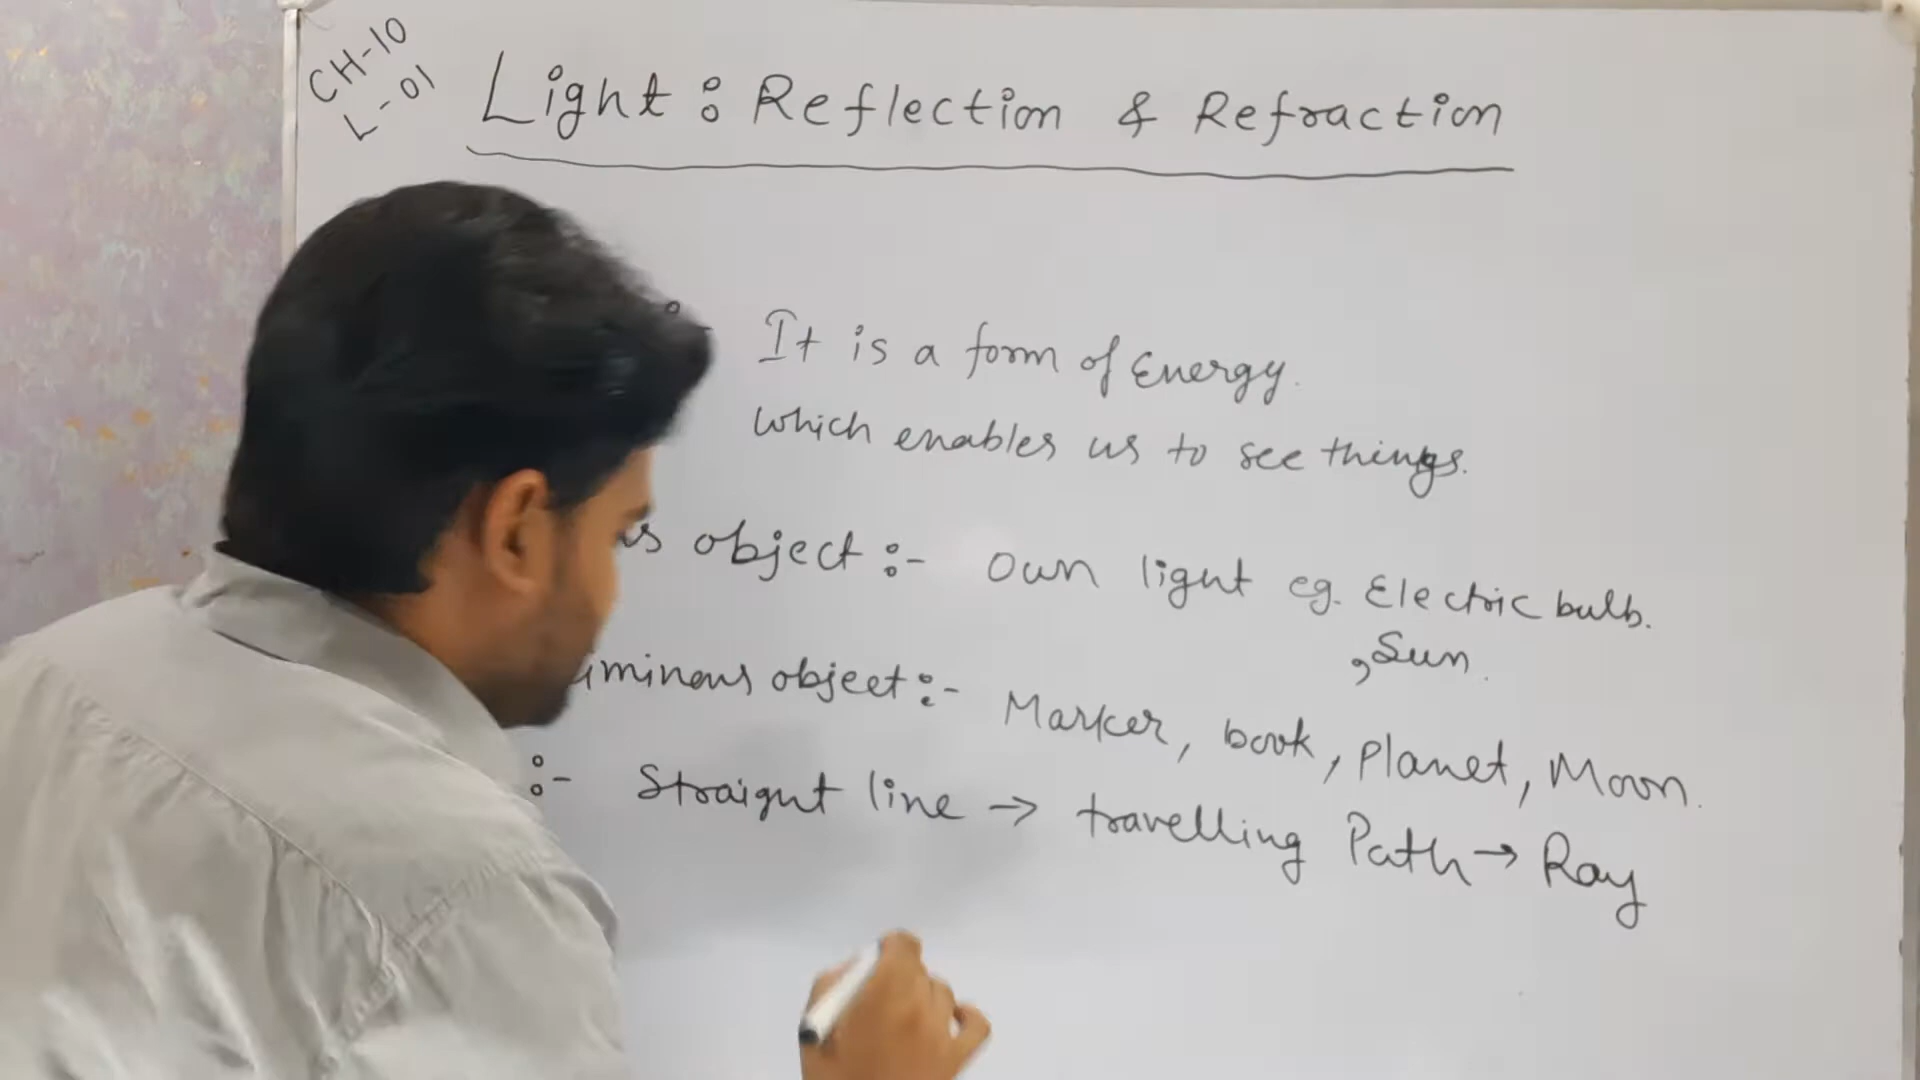 CH-10
L-01
Light : Reflection & Refraction
It is a form of Energy.
which enables us to see things.
object :- Own light eg. Electric bulb.
, Sun.
object :- Marker, book, Planet, Moon.
:- Straight line → travelling Path → Ray